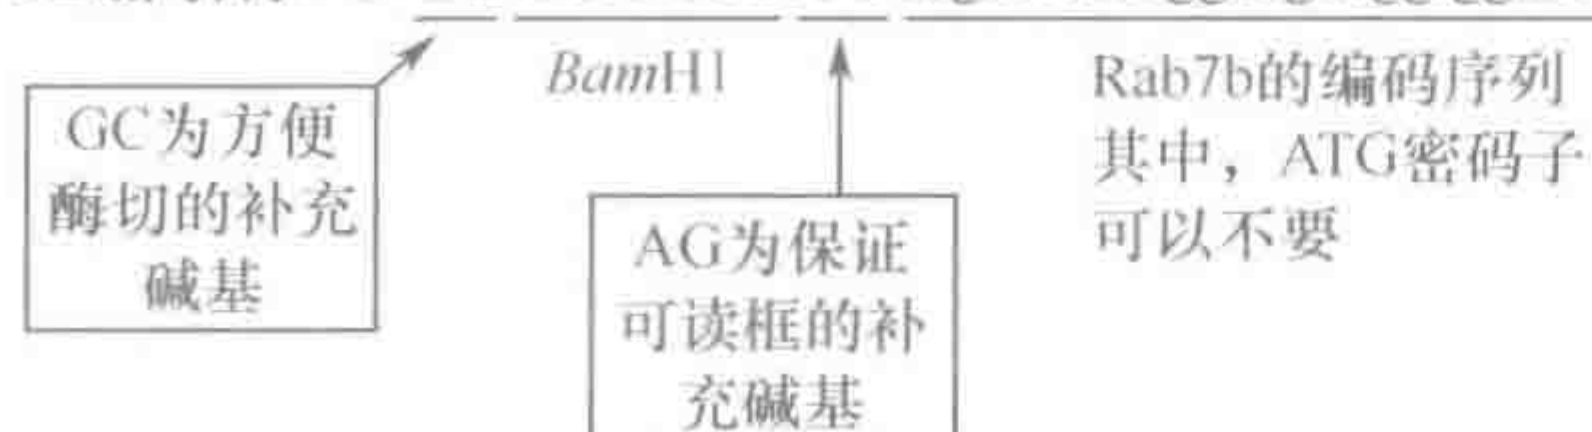 BamH1
Rab7b的编码序列
其中，ATG密码子
可以不要
GC为方便
酶切的补充
碱基
AG为保证
可读框的补
充碱基